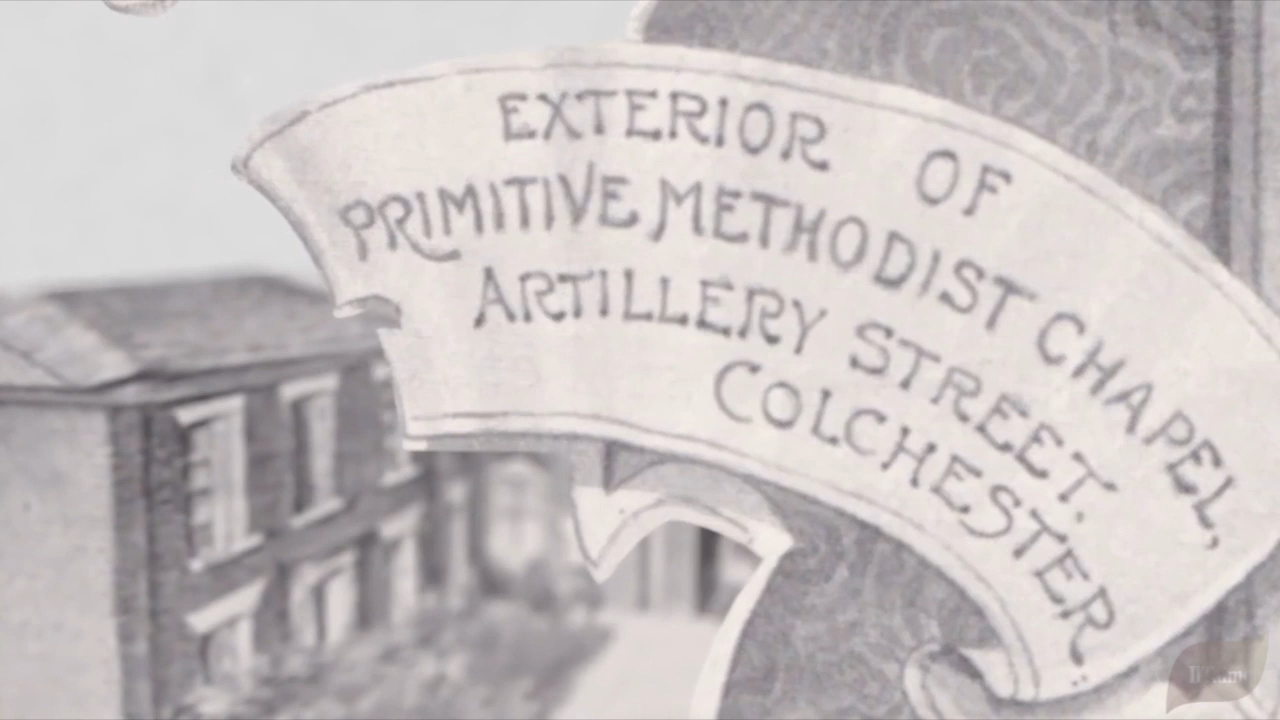 EXTERIOR OF
PRIMITIVE METHODIST CHAPEL,
ARTILLERY STREET.
COLCHESTER